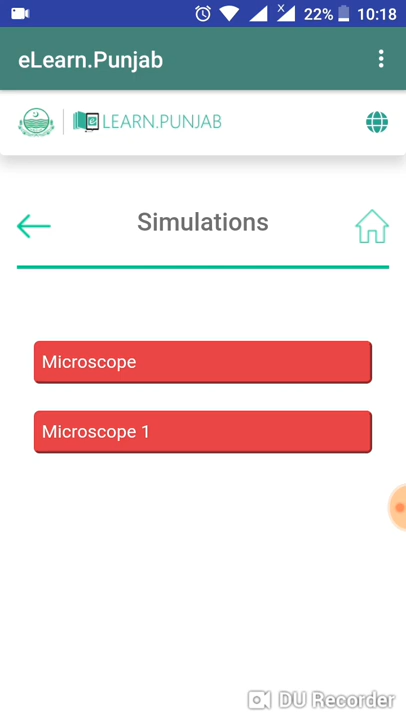 22% 10:18
eLearn.Punjab
LEARN.PUNJAB
Simulations
Microscope
Microscope 1
DU Recorder